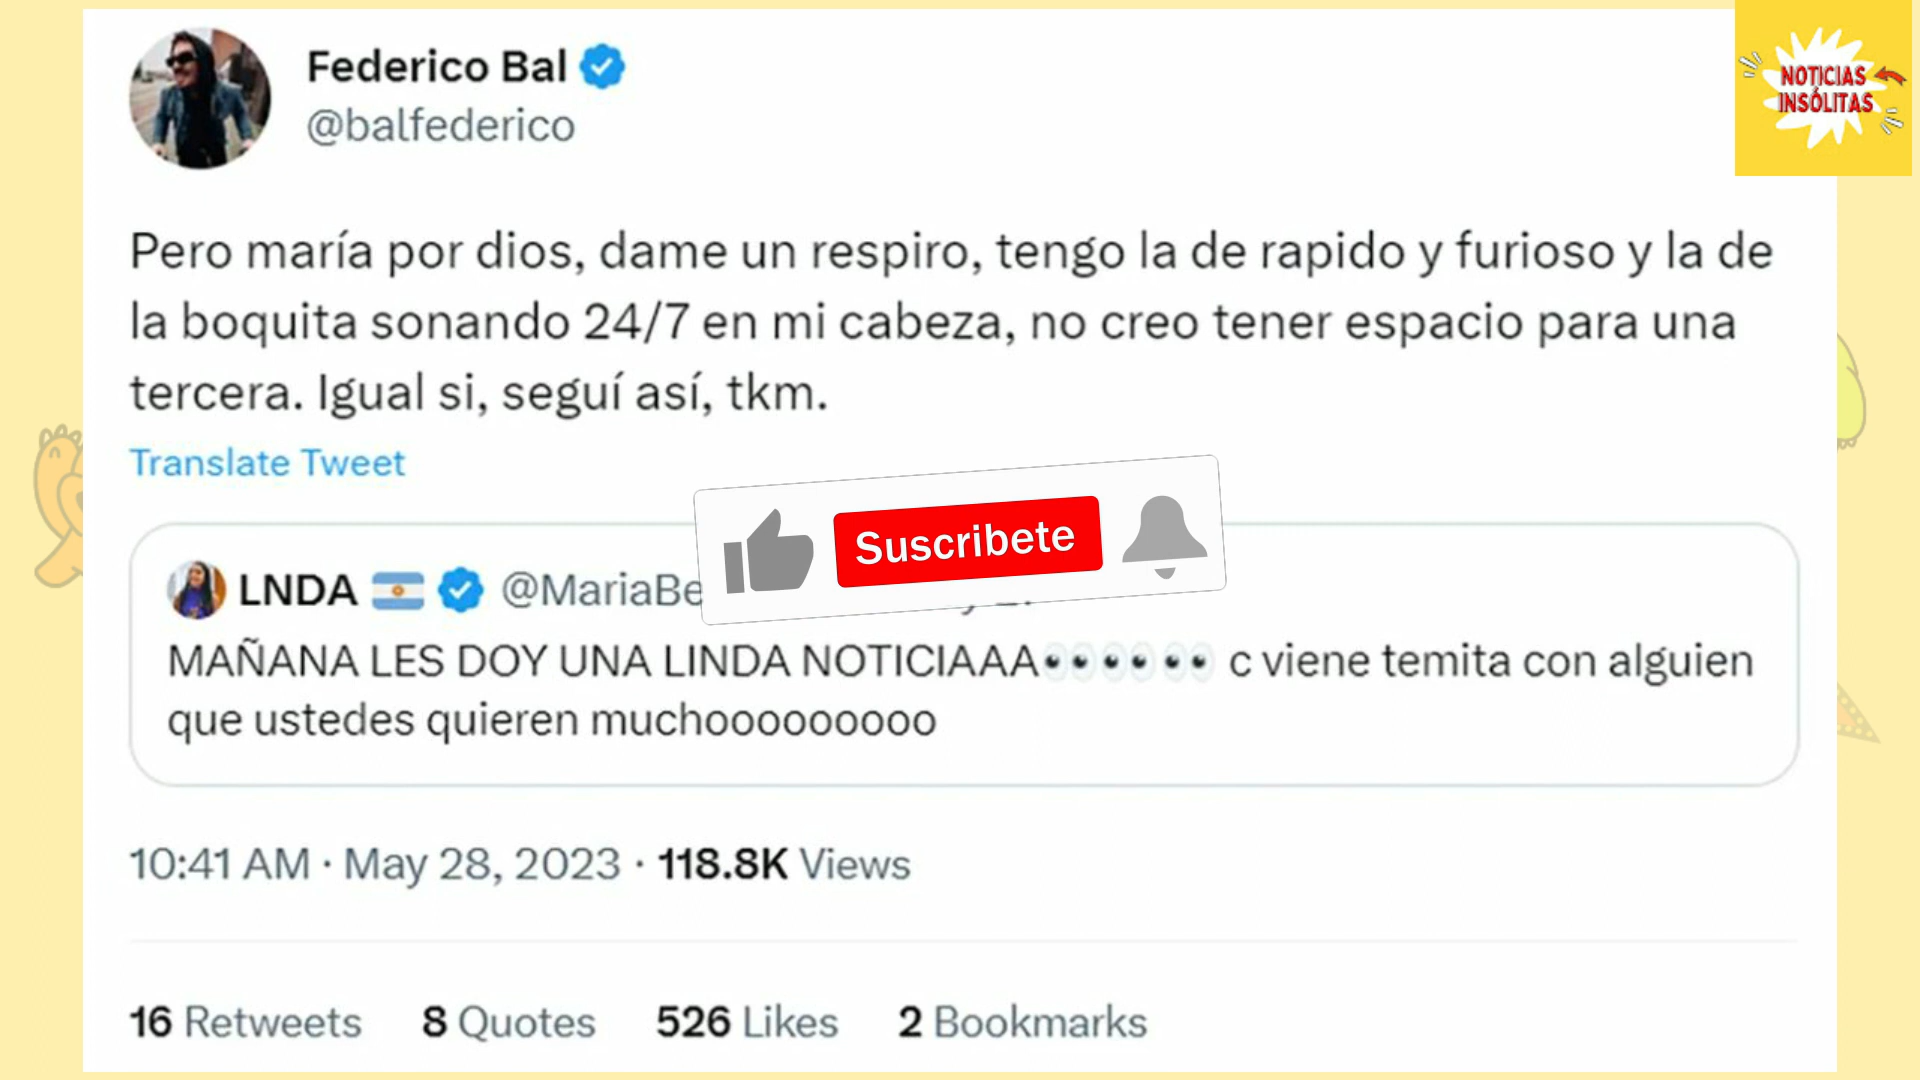 Federico Bal
@balfederico
NOTICIAS
INSÓLITAS
Pero maría por dios, dame un respiro, tengo la de rapido y furioso y la de
la boquita sonando 24/7 en mi cabeza, no creo tener espacio para una
tercera. Igual si, seguí así, tkm.
Translate Tweet
Suscribete
LNDA @MariaBe
MAÑANA LES DOY UNA LINDA NOTICIAAA👀👀👀 c viene temita con alguien
que ustedes quieren muchooooooooo
10:41 AM · May 28, 2023 · 118.8K Views
16 Retweets 8 Quotes 526 Likes 2 Bookmarks